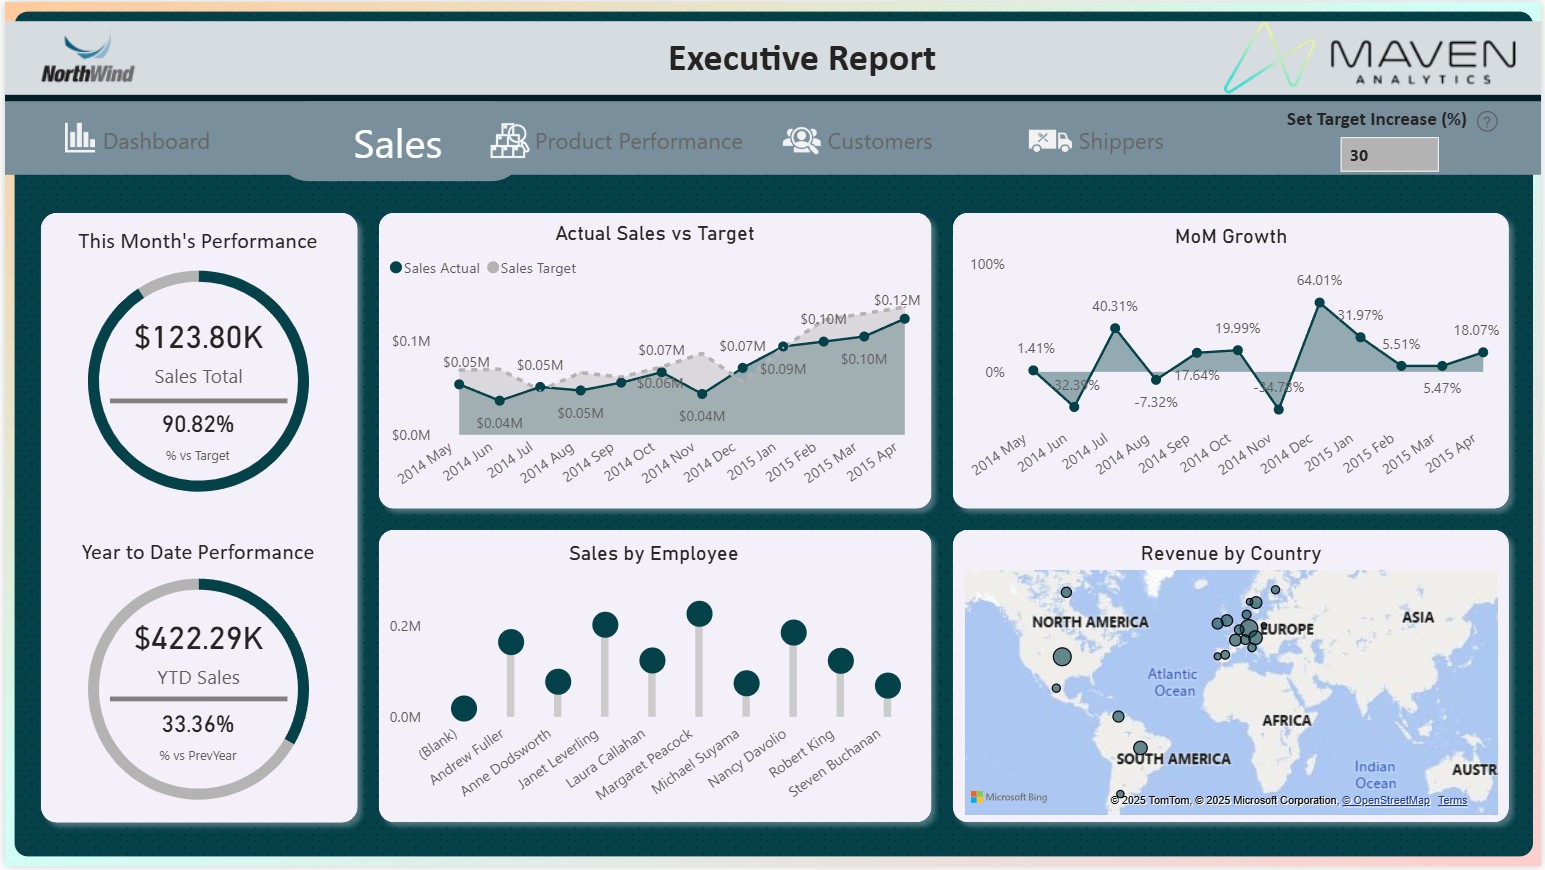 NorthWind
Executive Report
MAVEN
ANALYTICS
Dashboard
Sales
Product Performance
Customers
Shippers
Set Target Increase (%)
?
30
This Month's Performance
$123.80K
Sales Total
90.82%
% vs Target
Year to Date Performance
$422.29K
YTD Sales
33.36%
% vs PrevYear
Actual Sales vs Target
Sales Actual
Sales Target
$0.1M
$0.0M
$0.05M
$0.04M
$0.05M
$0.05M
$0.07M
$0.06M
$0.04M
$0.07M
$0.09M
$0.10M
$0.10M
$0.12M
2014 May
2014 Jun
2014 Jul
2014 Aug
2014 Sep
2014 Oct
2014 Nov
2014 Dec
2015 Jan
2015 Feb
2015 Mar
2015 Apr
MoM Growth
100%
0%
1.41%
-32.39%
40.31%
-7.32%
17.64%
19.99%
-34.78%
64.01%
31.97%
5.51%
5.47%
18.07%
2014 May
2014 Jun
2014 Jul
2014 Aug
2014 Sep
2014 Oct
2014 Nov
2014 Dec
2015 Jan
2015 Feb
2015 Mar
2015 Apr
Sales by Employee
0.2M
0.0M
(Blank)
Andrew Fuller
Anne Dodsworth
Janet Leverling
Laura Callahan
Margaret Peacock
Michael Suyama
Nancy Davolio
Robert King
Steven Buchanan
Revenue by Country
NORTH AMERICA
EUROPE
ASIA
Atlantic
Ocean
AFRICA
SOUTH AMERICA
Indian
Ocean
AUSTR
Microsoft Bing
© 2025 TomTom, © 2025 Microsoft Corporation, © OpenStreetMap Terms